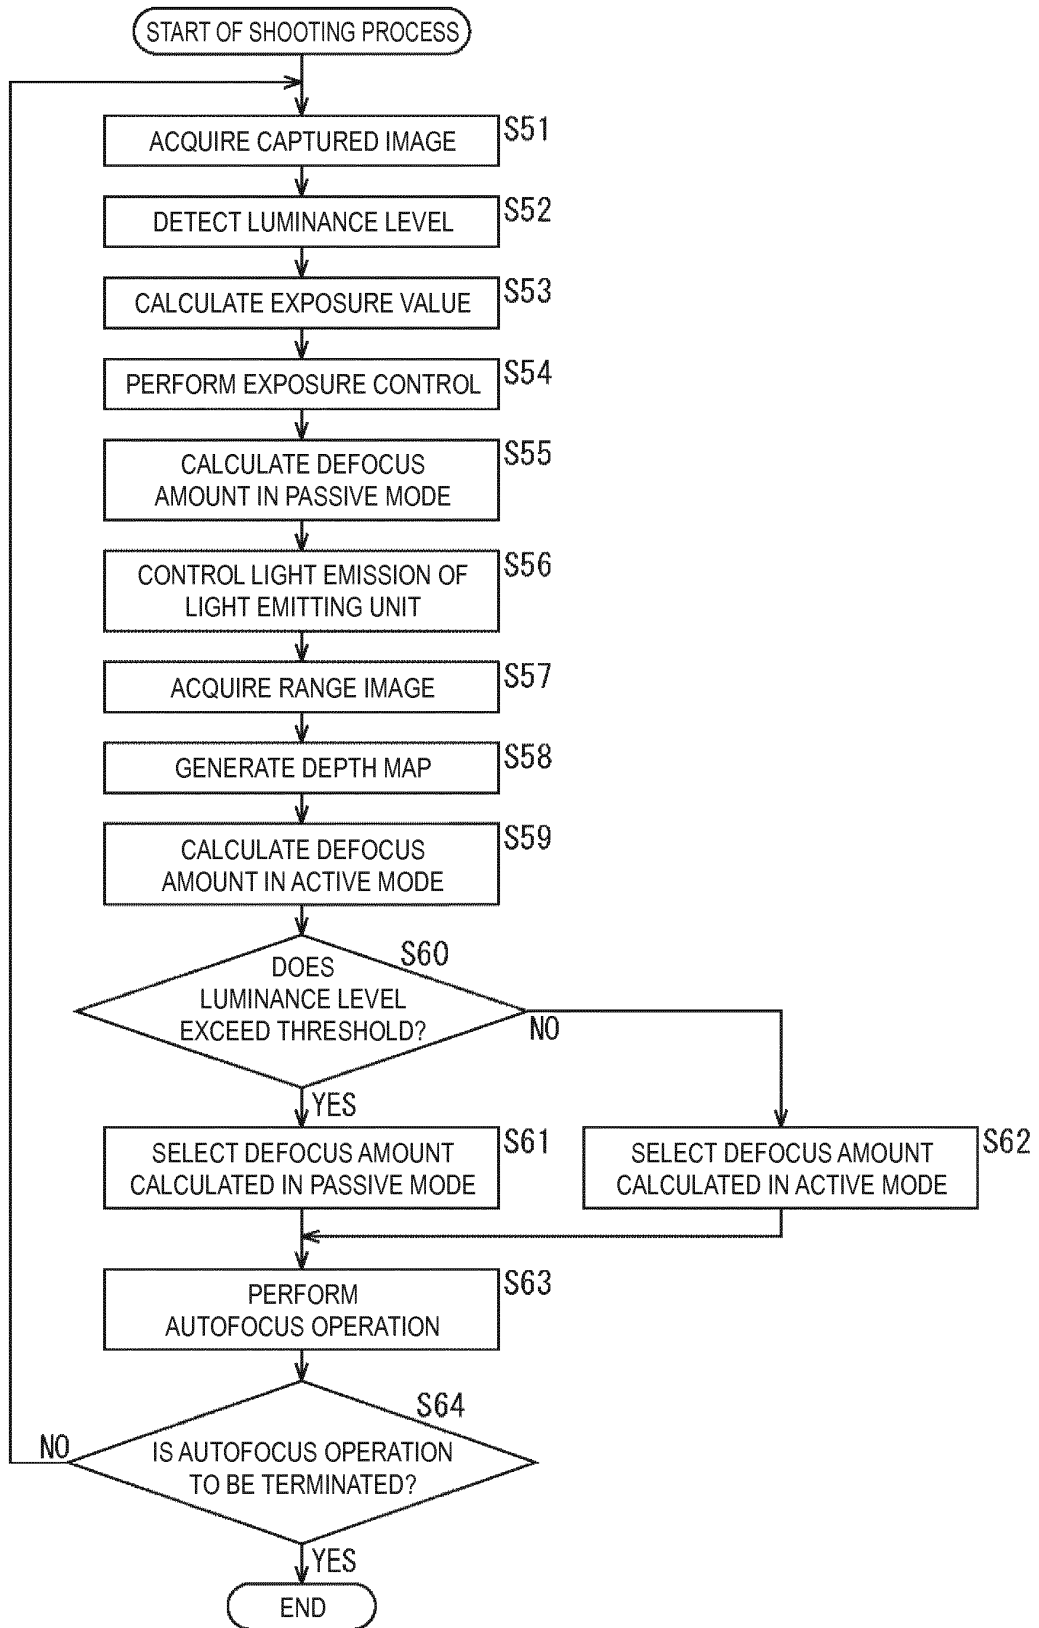 START OF SHOOTING PROCESS
ACQUIRE CAPTURED IMAGE
S51
DETECT LUMINANCE LEVEL
S52
CALCULATE EXPOSURE VALUE
S53
PERFORM EXPOSURE CONTROL
S54
CALCULATE DEFOCUS
AMOUNT IN PASSIVE MODE
S55
CONTROL LIGHT EMISSION OF
LIGHT EMITTING UNIT
S56
ACQUIRE RANGE IMAGE
S57
GENERATE DEPTH MAP
S58
CALCULATE DEFOCUS
AMOUNT IN ACTIVE MODE
S59
S60
DOES
LUMINANCE LEVEL
EXCEED THRESHOLD?
NO
YES
SELECT DEFOCUS AMOUNT
CALCULATED IN PASSIVE MODE
S61
SELECT DEFOCUS AMOUNT
CALCULATED IN ACTIVE MODE
S62
PERFORM
AUTOFOCUS OPERATION
S63
S64
NO
IS AUTOFOCUS OPERATION
TO BE TERMINATED?
YES
END